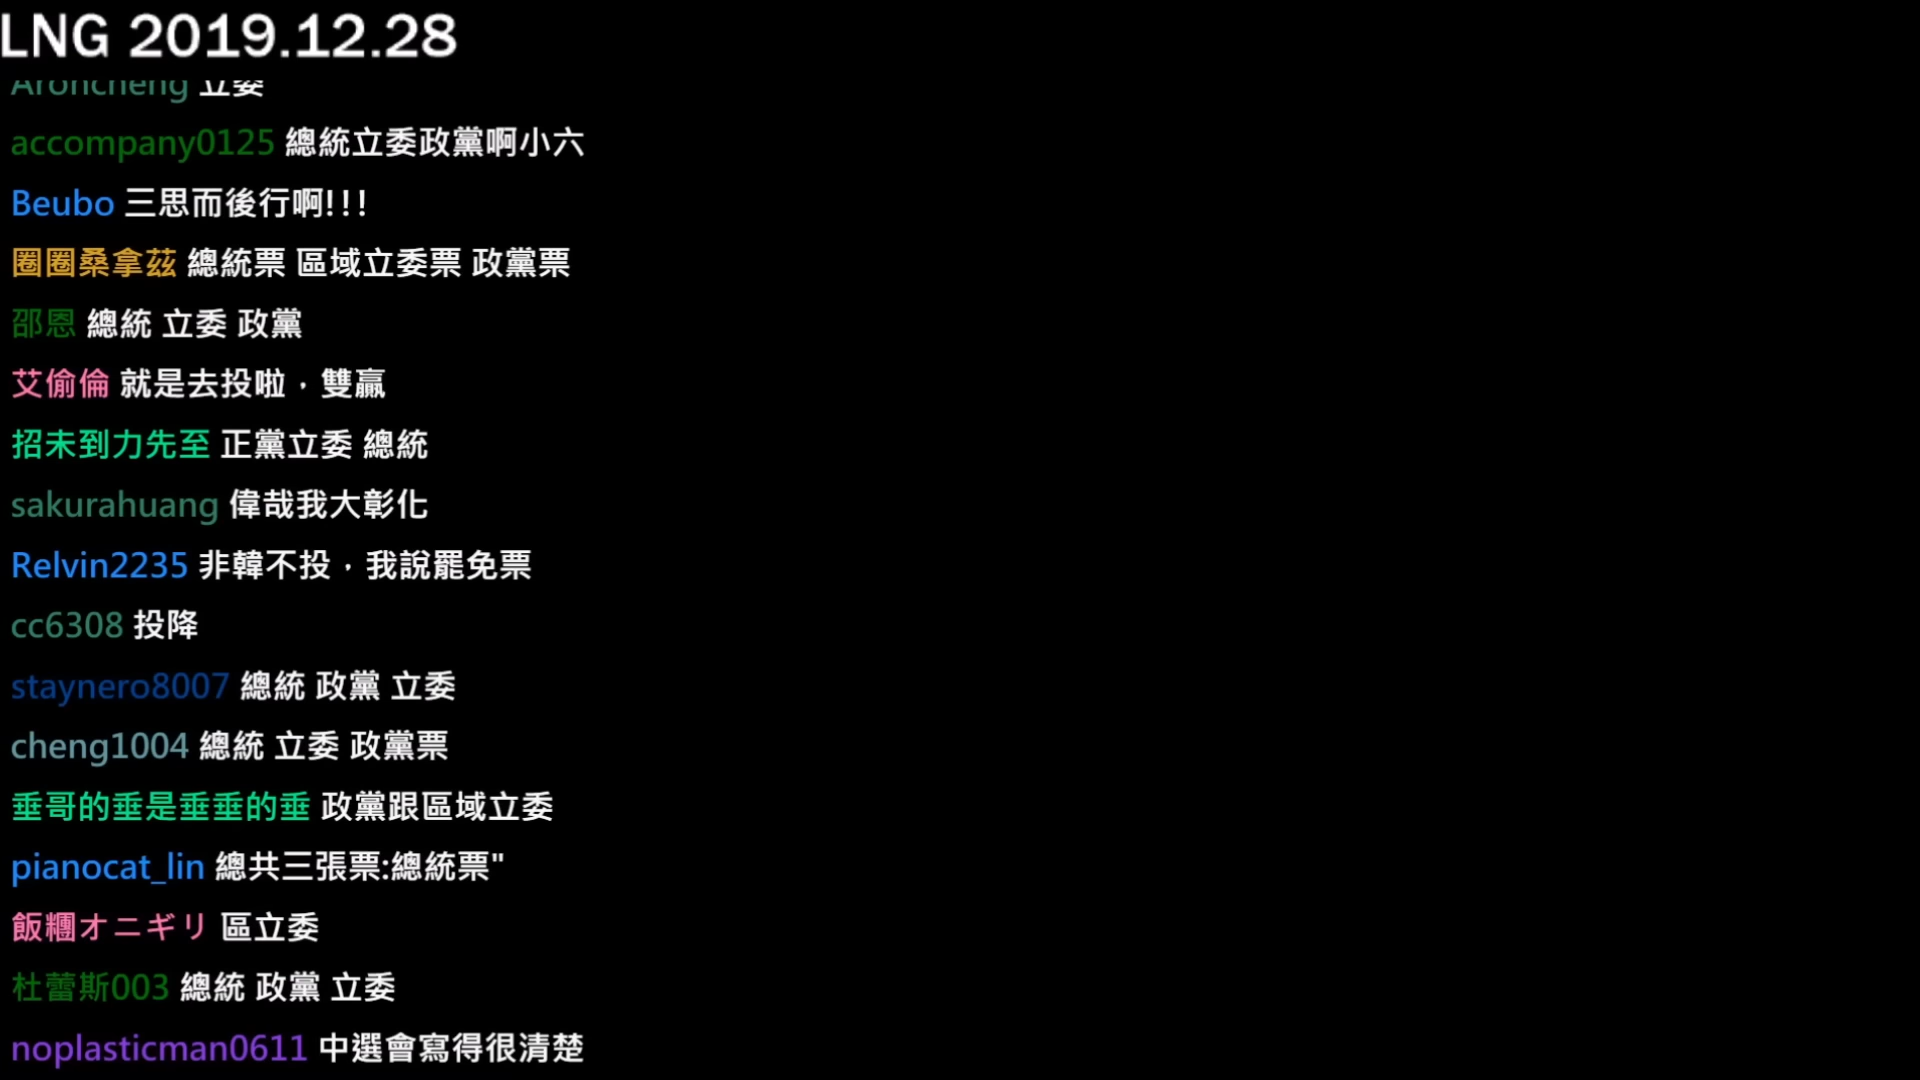 LNG 2019.12.28
Aroncheng 立委
accompany0125 總統立委政黨啊小六
Beubo 三思而後行啊!!!
圈圈桑拿茲 總統票 區域立委票 政黨票
邵恩 總統 立委 政黨
艾偷倫 就是去投啦，雙贏
招未到力先至 正黨立委 總統
sakurahuang 偉哉我大彰化
Relvin2235 非韓不投，我說罷免票
cc6308 投降
staynero8007 總統 政黨 立委
cheng1004 總統 立委 政黨票
垂哥的垂是垂垂的垂 政黨跟區域立委
pianocat_lin 總共三張票:總統票"
飯糰オニギリ 區立委
杜蕾斯003 總統 政黨 立委
noplasticman0611 中選會寫得很清楚